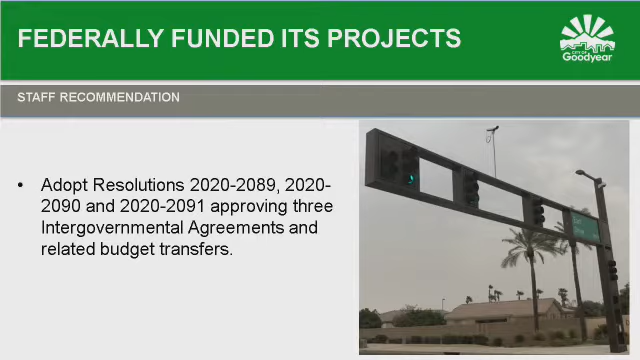 FEDERALLY FUNDED ITS PROJECTS
CITY OF
Goodyear
STAFF RECOMMENDATION
• Adopt Resolutions 2020-2089, 2020-
2090 and 2020-2091 approving three
Intergovernmental Agreements and
related budget transfers.